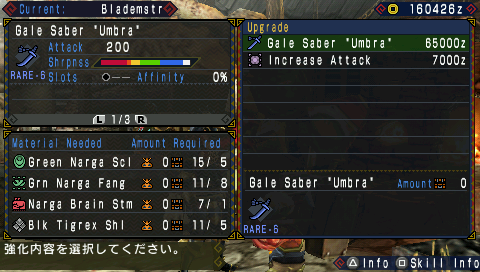 Current: Blademstr
160426z
Gale Saber "Umbra"
Attack 200
Shrpnss
RARE-6 Slots ●―― Affinity 0%
L 1/3 R
Material Needed Amount Required
Green Narga Scl 0 15/ 5
Grn Narga Fang 0 11/ 8
Narga Brain Stm 0 7/ 1
Blk Tigrex Shl 0 11/ 5
強化内容を選択してください。
Upgrade
Gale Saber "Umbra" 65000z
Increase Attack 7000z
Gale Saber "Umbra" Amount 0
RARE-6
△ Info □ Skill Info